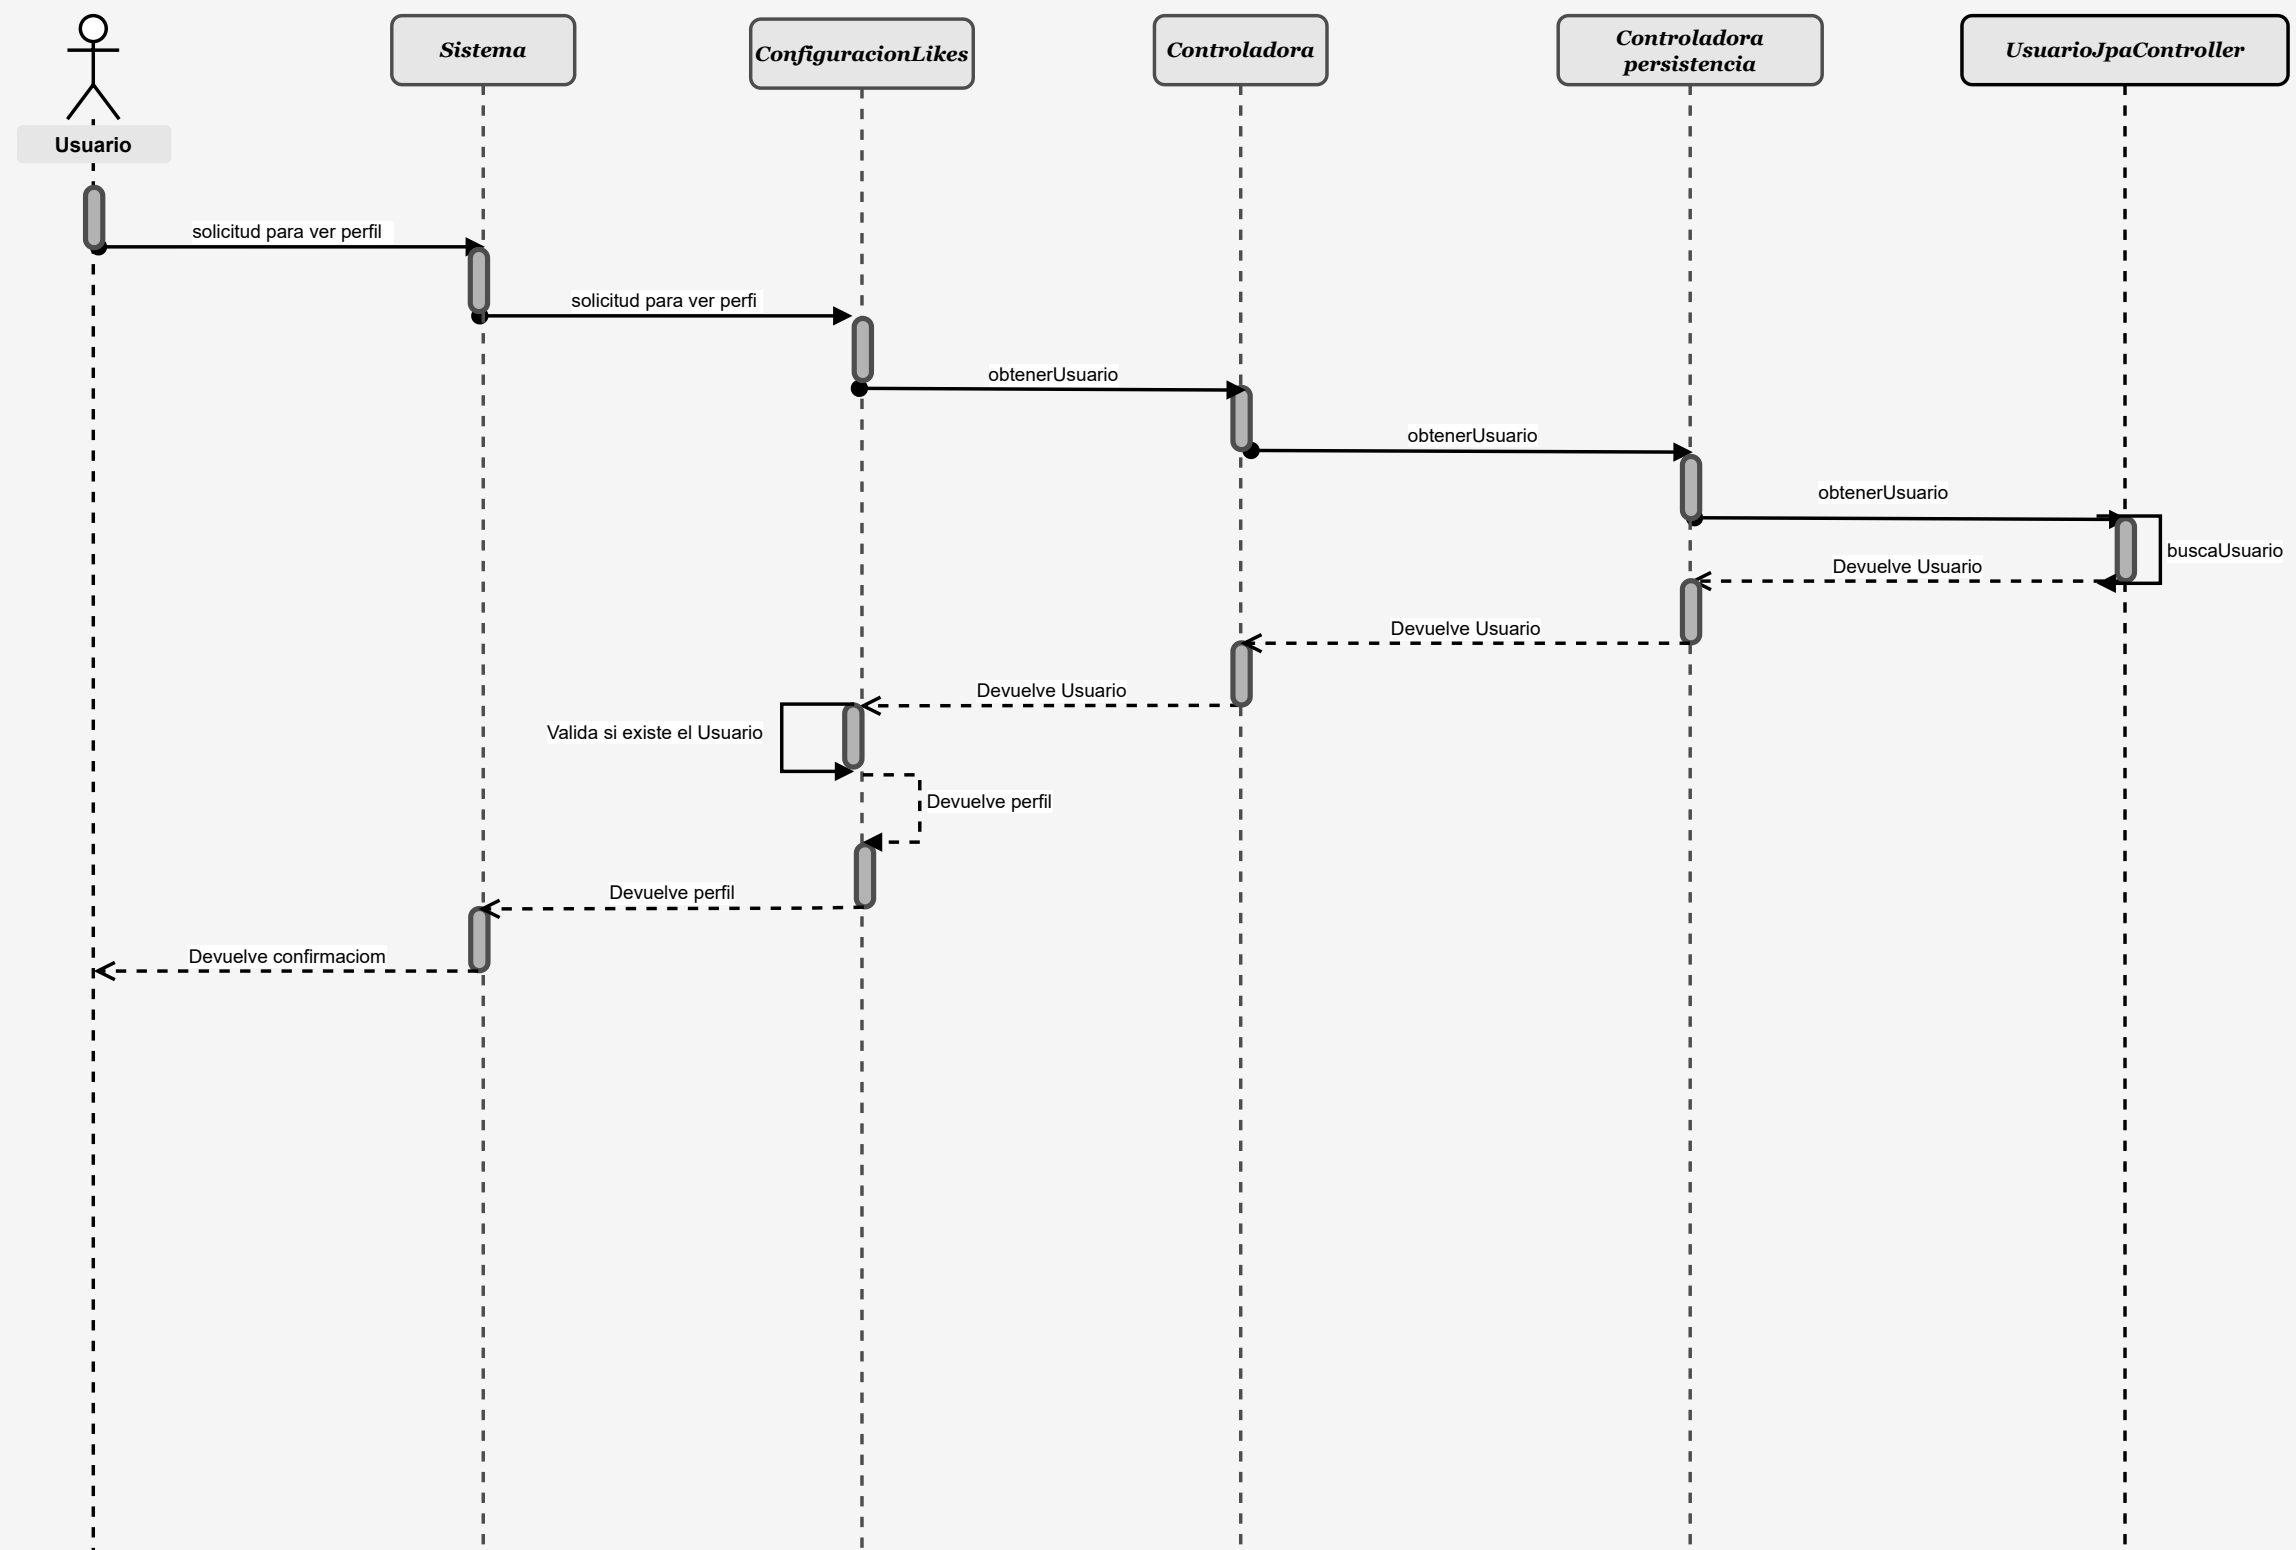 Usuario
Sistema
ConfiguracionLikes
Controladora
Controladora
persistencia
UsuarioJpaController
solicitud para ver perfil
solicitud para ver perfi
obtenerUsuario
obtenerUsuario
obtenerUsuario
buscaUsuario
Devuelve Usuario
Devuelve Usuario
Devuelve Usuario
Valida si existe el Usuario
Devuelve perfil
Devuelve perfil
Devuelve confirmaciom